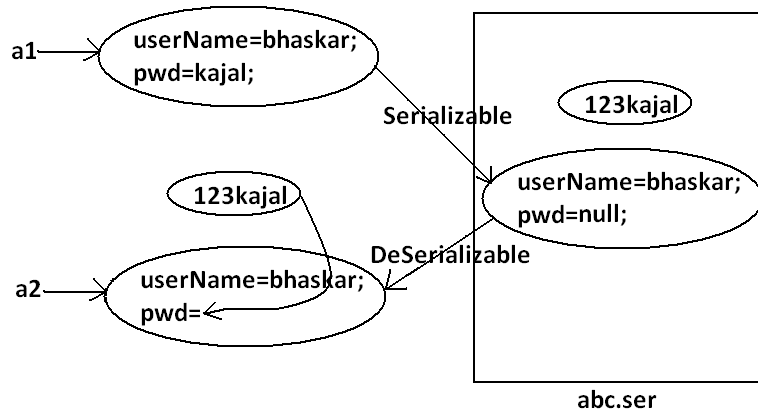 a1
userName=bhaskar;
pwd=kajal;
Serializable
123kajal
userName=bhaskar;
pwd=null;
123kajal
DeSerializable
a2
userName=bhaskar;
pwd=
abc.ser